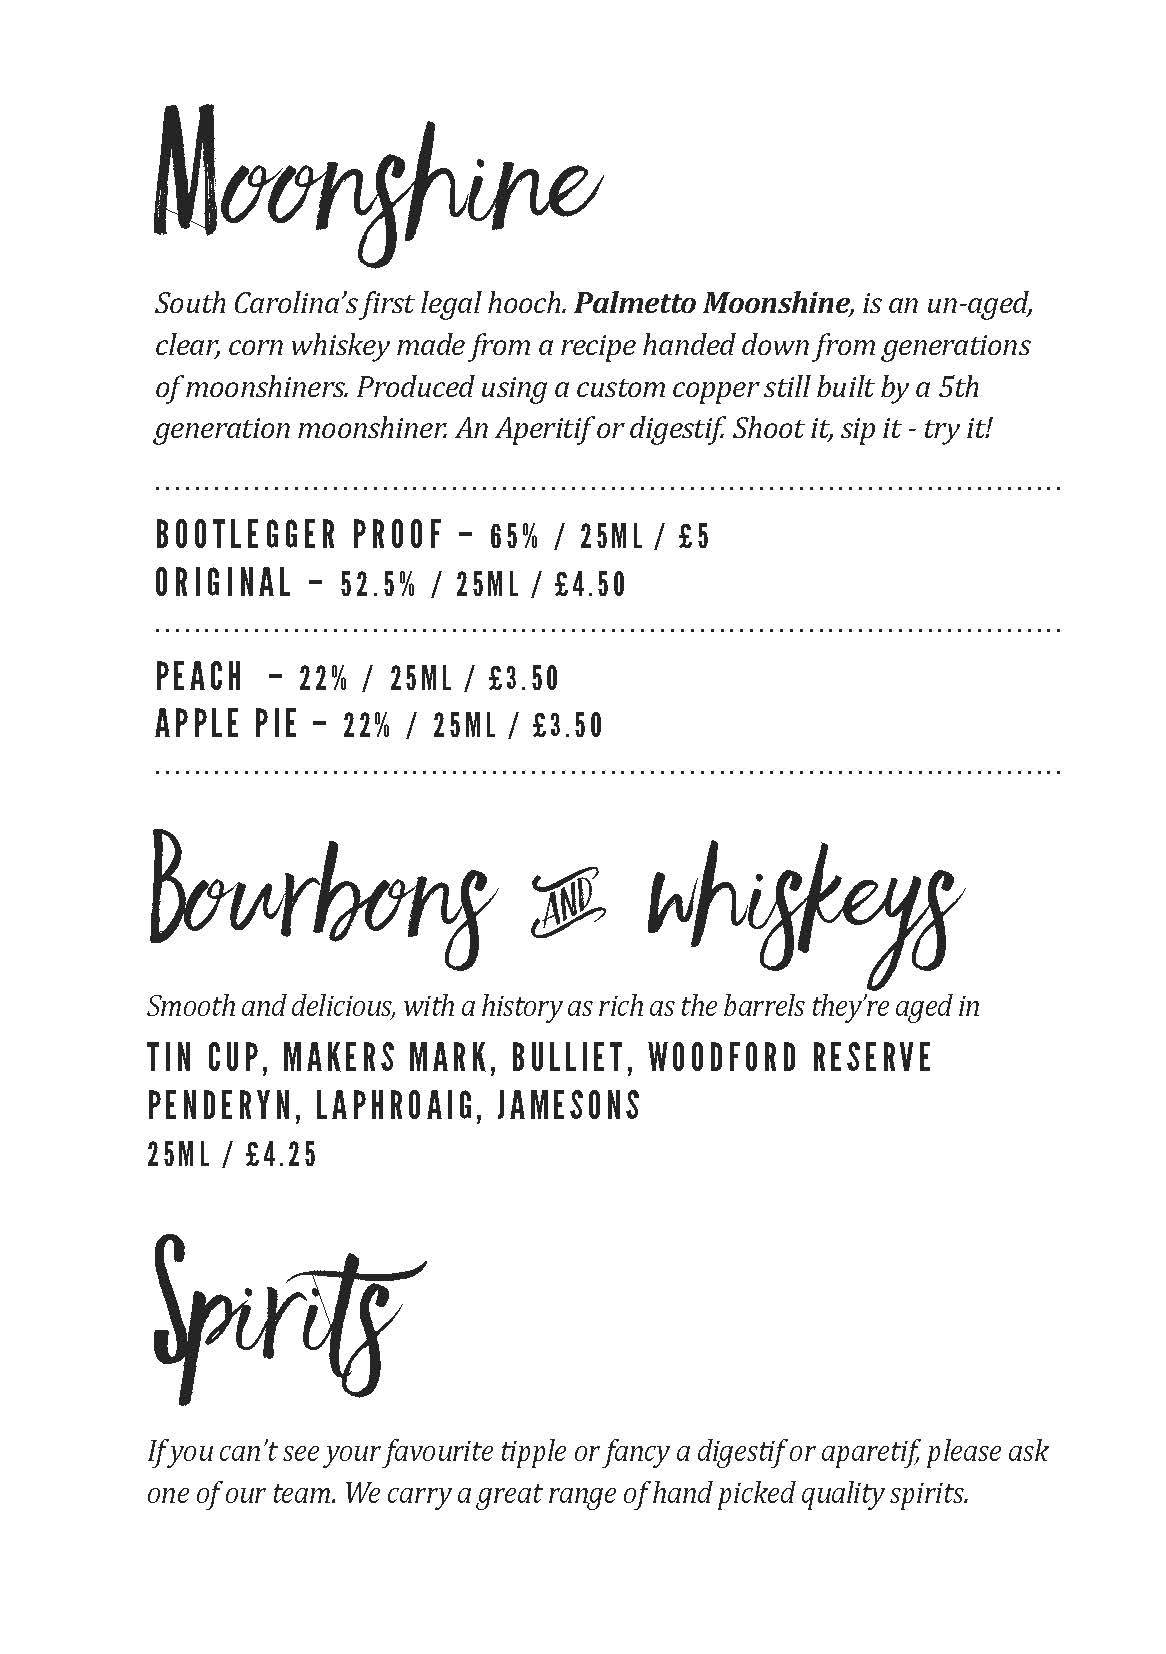 Moonshine
South Carolina's first legal hooch. Palmetto Moonshine, is an un-aged,
clear, corn whiskey made from a recipe handed down from generations
of moonshiners. Produced using a custom copper still built by a 5th
generation moonshiner. An Aperitif or digestif. Shoot it, sip it - try it!
BOOTLEGGER PROOF – 65% / 25ML / £5
ORIGINAL – 52.5% / 25ML / £4.50
PEACH – 22% / 25ML / £3.50
APPLE PIE – 22% / 25ML / £3.50
Bourbons AND whiskeys
Smooth and delicious, with a history as rich as the barrels they're aged in
TIN CUP, MAKERS MARK, BULLIET, WOODFORD RESERVE
PENDERYN, LAPHROAIG, JAMESONS
25ML / £4.25
Spirits
If you can't see your favourite tipple or fancy a digestif or aparetif, please ask
one of our team. We carry a great range of hand picked quality spirits.